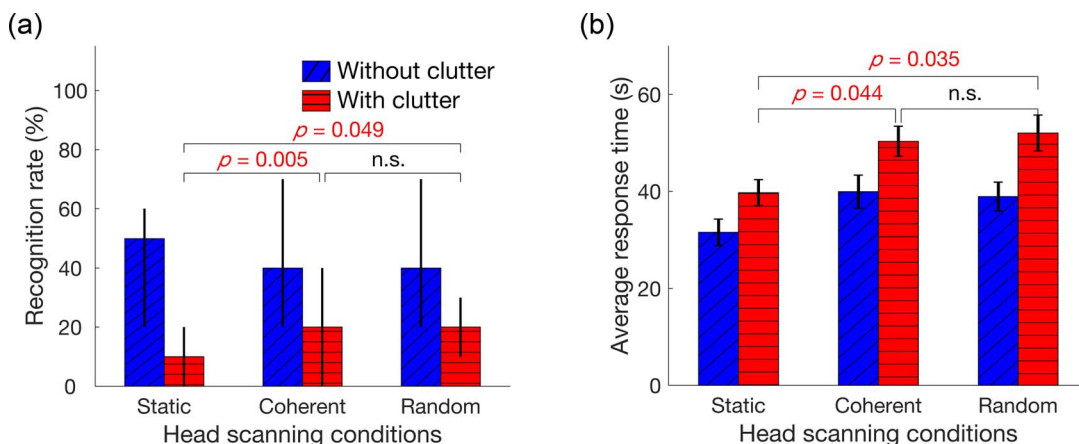 (a)
Recognition rate (%)
100
80
60
40
20
0
Without clutter
With clutter
p = 0.049
p = 0.005
n.s.
Static
Coherent
Random
Head scanning conditions
(b)
Average response time (s)
60
40
20
0
p = 0.035
p = 0.044
n.s.
Static
Coherent
Random
Head scanning conditions